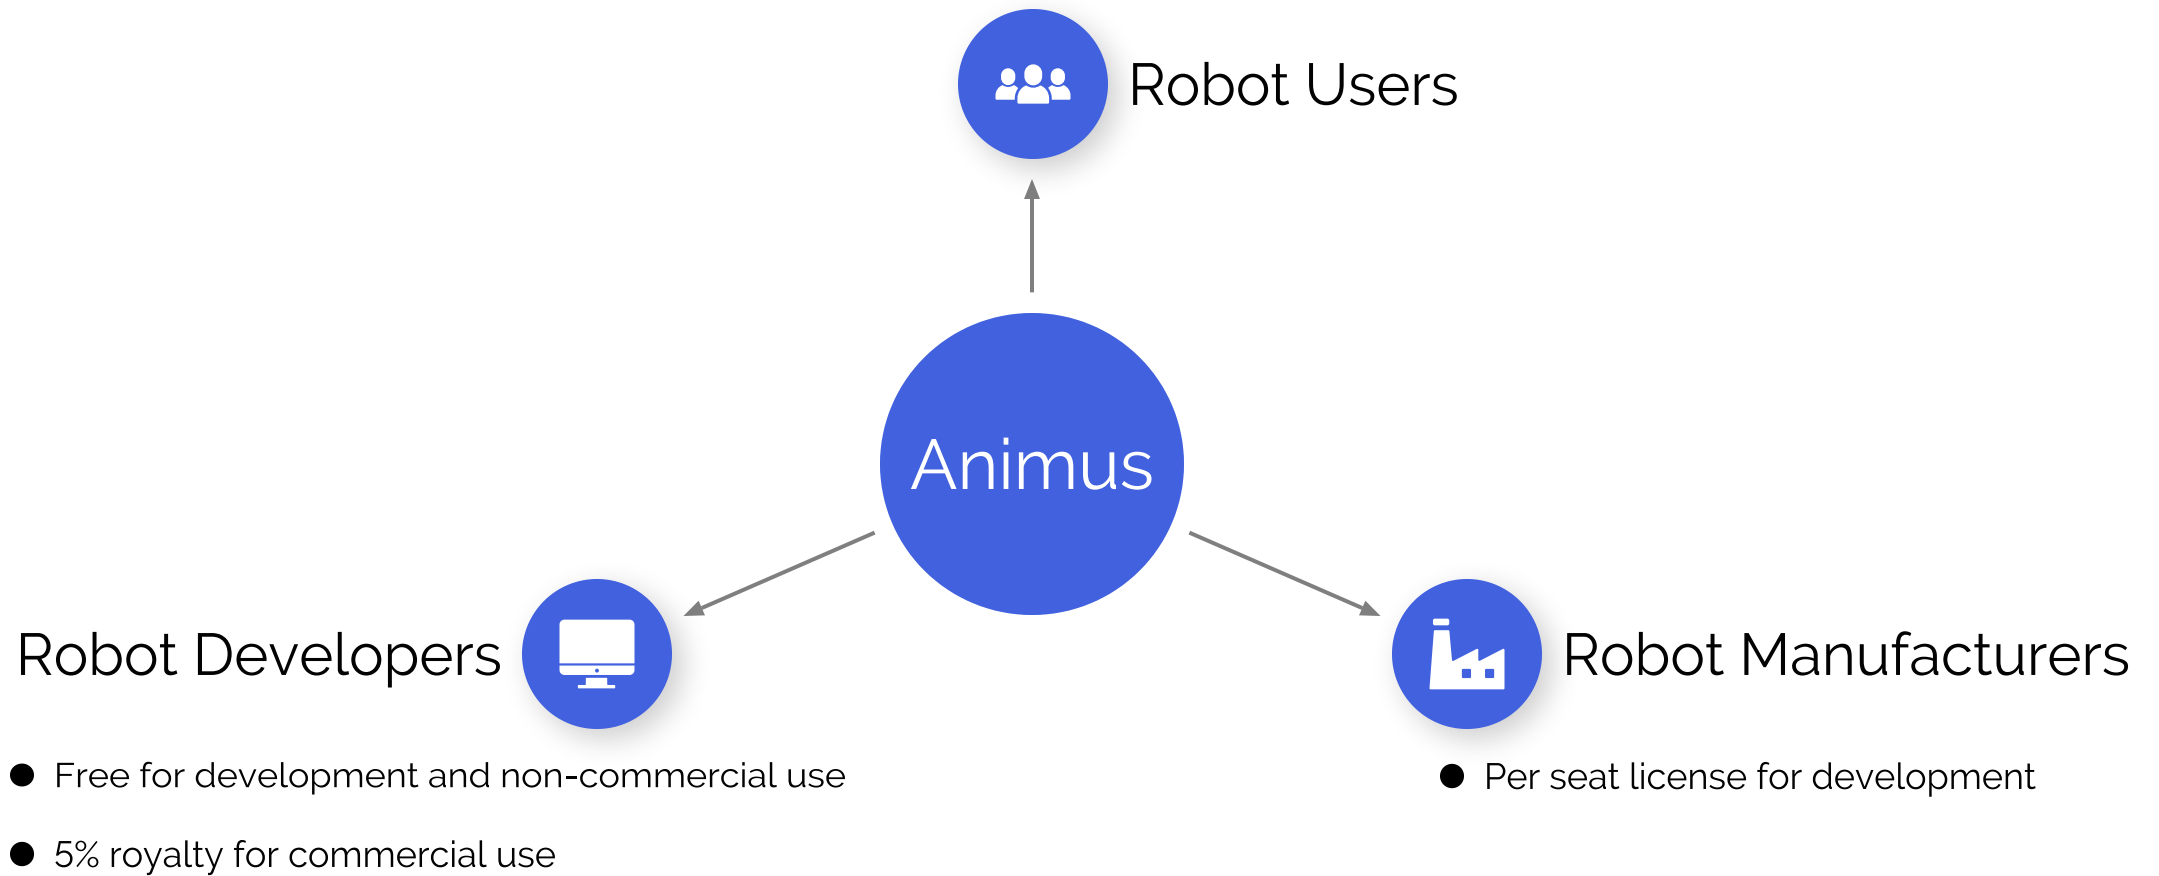 Robot Users
Animus
Robot Developers
● Free for development and non-commercial use
● 5% royalty for commercial use
Robot Manufacturers
● Per seat license for development